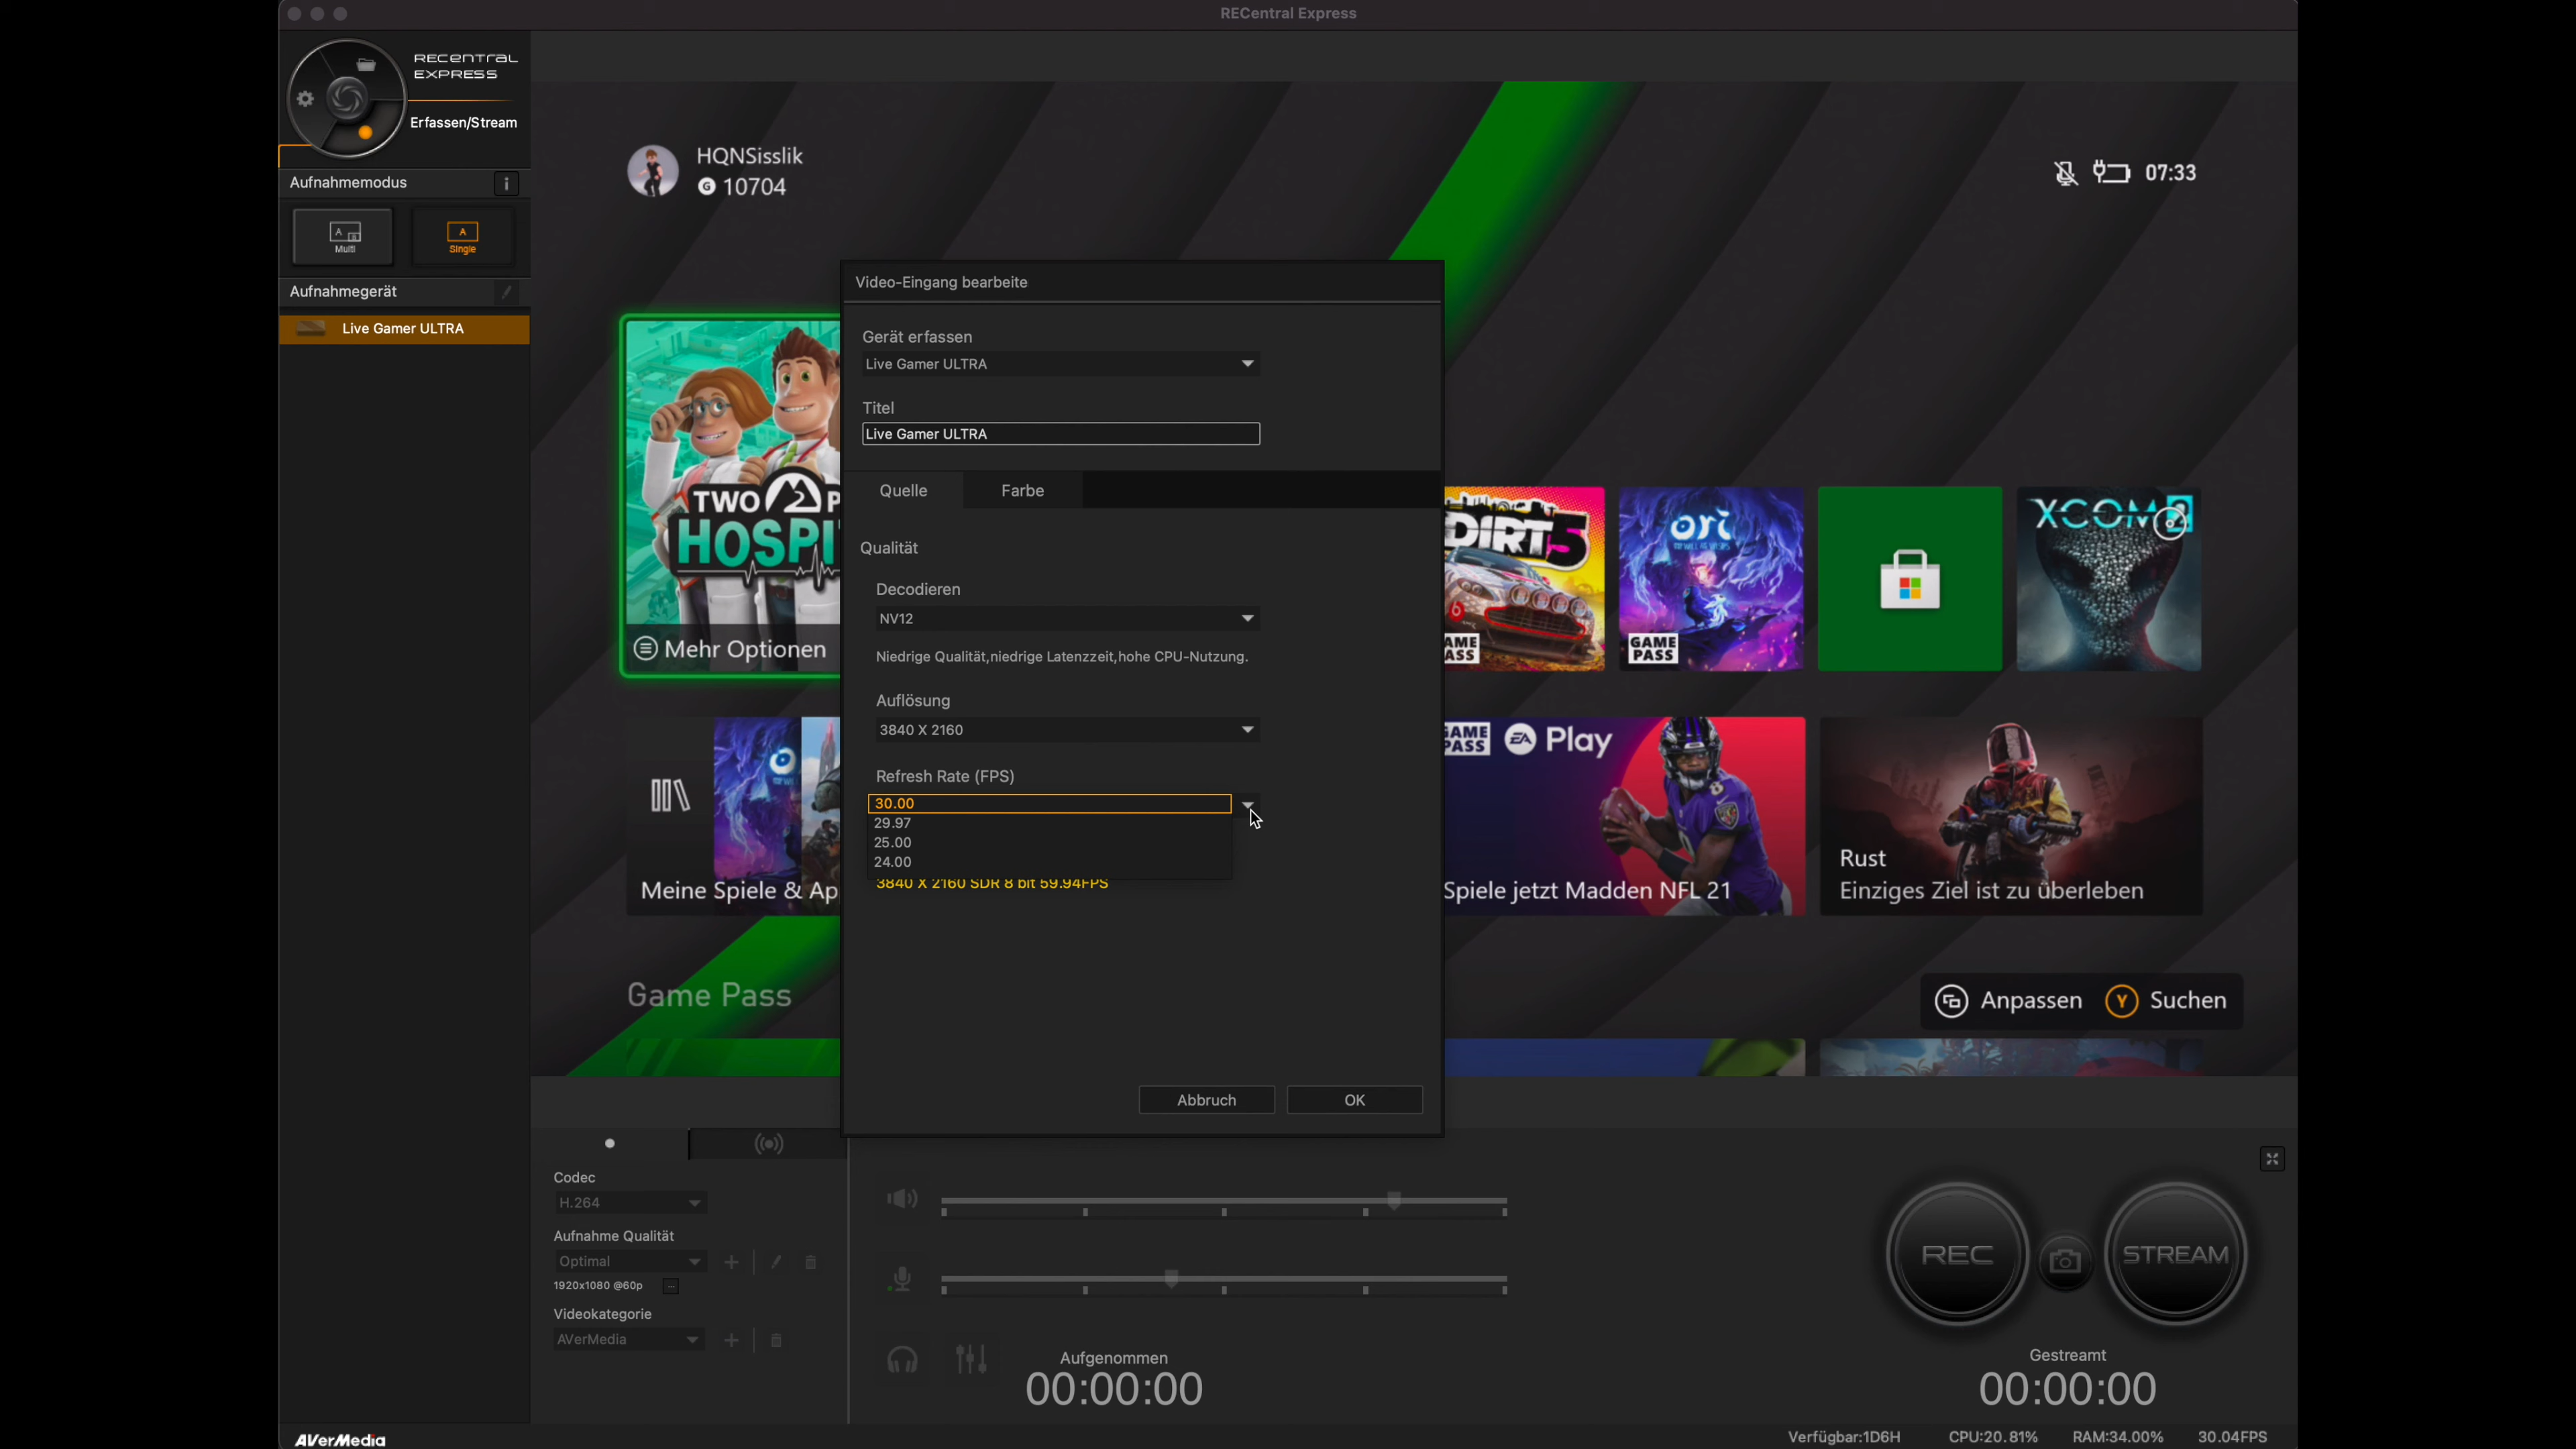 RECentral Express
RECENTRAL
EXPRESS
Erfassen/Stream
Aufnahmemodus
i
A
Multi
A
Single
Aufnahmegerät
Live Gamer ULTRA
HQNSisslik
G 10704
07:33
TWO P
HOSPI
Mehr Optionen
Video-Eingang bearbeite
Gerät erfassen
Live Gamer ULTRA
Titel
Live Gamer ULTRA
Quelle Farbe
Qualität
Decodieren
NV12
Niedrige Qualität,niedrige Latenzzeit,hohe CPU-Nutzung.
Auflösung
3840 X 2160
Refresh Rate (FPS)
30.00
29.97
25.00
24.00
3840 X 2160 SDR 8 bit 59.94FPS
Abbruch OK
DIRT5
AME
ASS
ori
GAME
PASS
XCOM 2
Meine Spiele & Ap
AME
PASS
EA Play
Spiele jetzt Madden NFL 21
Rust
Einziges Ziel ist zu überleben
Game Pass
Anpassen Y Suchen
Codec
H.264
Aufnahme Qualität
Optimal
1920x1080 @60p ...
Videokategorie
AVerMedia
Aufgenommen
00:00:00
REC
STREAM
Gestreamt
00:00:00
AVerMedia
Verfügbar:1D6H CPU:20.81% RAM:34.00% 30.04FPS